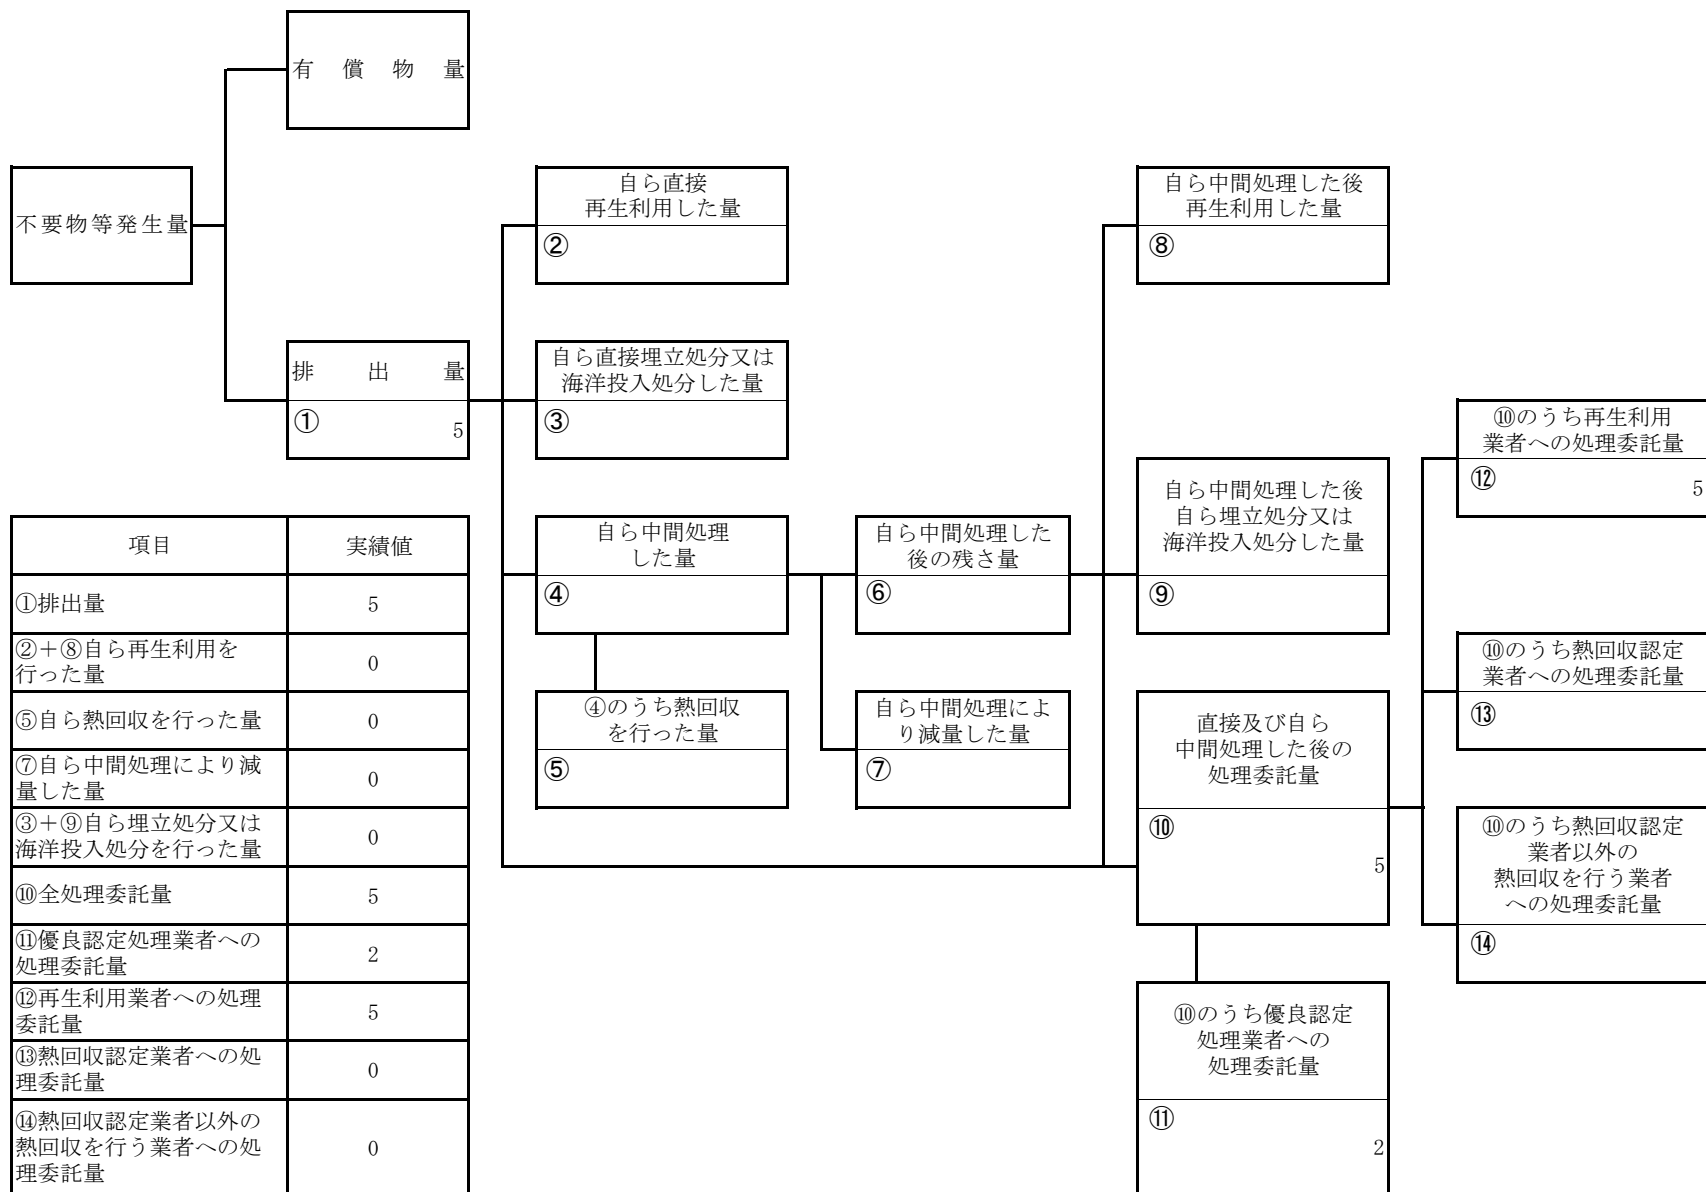 有償物量
不要物等発生量
排出量
① 5
自ら直接
再生利用した量
②
自ら直接埋立処分又は
海洋投入処分した量
③
自ら中間処理
した量
④
④のうち熱回収
を行った量
⑤
自ら中間処理した
後の残さ量
⑥
自ら中間処理によ
り減量した量
⑦
自ら中間処理した後
再生利用した量
⑧
自ら中間処理した後
自ら埋立処分又は
海洋投入処分した量
⑨
直接及び自ら
中間処理した後の
処理委託量
⑩
5
⑩のうち優良認定
処理業者への
処理委託量
⑪
2
⑩のうち再生利用
業者への処理委託量
⑫
5
⑩のうち熱回収認定
業者への処理委託量
⑬
⑩のうち熱回収認定
業者以外の
熱回収を行う業者
への処理委託量
⑭
項目 実績値
①排出量 5
②+⑧自ら再生利用を
行った量 0
⑤自ら熱回収を行った量 0
⑦自ら中間処理により減
量した量 0
③+⑨自ら埋立処分又は
海洋投入処分を行った量 0
⑩全処理委託量 5
⑪優良認定処理業者への
処理委託量 2
⑫再生利用業者への処理
委託量 5
⑬熱回収認定業者への処
理委託量 0
⑭熱回収認定業者以外の
熱回収を行う業者への処
理委託量 0